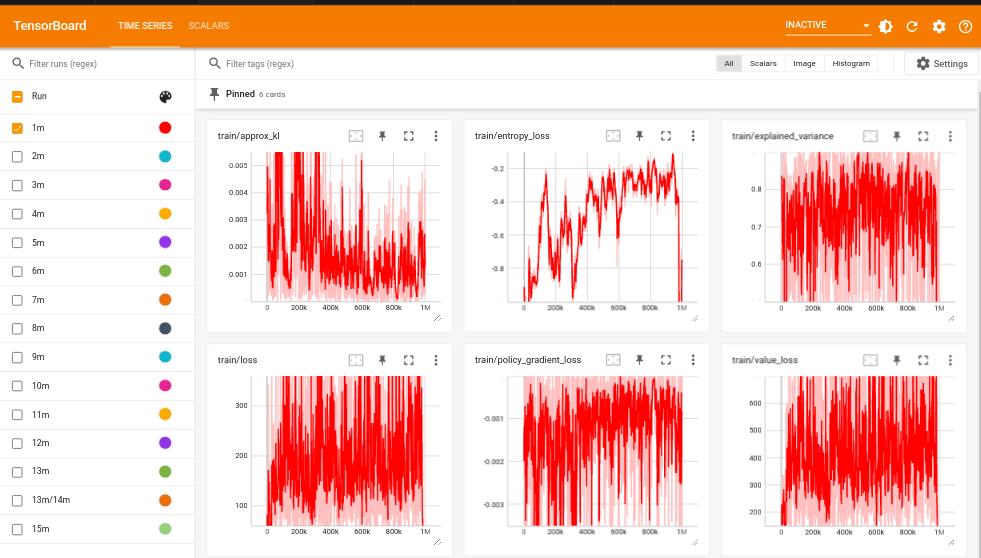 TensorBoard TIME SERIES SCALARS INACTIVE
Filter runs (regex)
Filter tags (regex) All Scalars Image Histogram Settings
Run
Pinned 6 cards
1m
2m
3m
4m
5m
6m
7m
8m
9m
10m
11m
12m
13m
13m/14m
15m
train/approx_kl
0.005
0.004
0.003
0.002
0.001
0 200k 400k 600k 800k 1M
train/entropy_loss
-0.2
-0.4
-0.6
-0.8
0 200k 400k 600k 800k 1M
train/explained_variance
0.8
0.7
0.6
0 200k 400k 600k 800k 1M
train/loss
300
200
100
0 200k 400k 600k 800k 1M
train/policy_gradient_loss
-0.001
-0.002
-0.003
0 200k 400k 600k 800k 1M
train/value_loss
600
500
400
300
200
0 200k 400k 600k 800k 1M